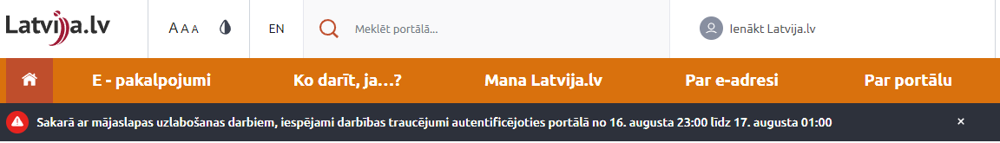 Latvija.lv
A A A
EN
Meklēt portālā...
Ienākt Latvija.lv
E - pakalpojumi
Ko darīt, ja...?
Mana Latvija.lv
Par e-adresi
Par portālu
Sakarā ar mājaslapas uzlabošanas darbiem, iespējami darbības traucējumi autentificējoties portālā no 16. augusta 23:00 līdz 17. augusta 01:00